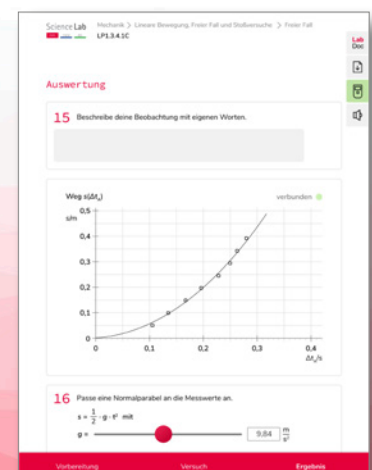 Science Lab
Mechanik > Lineare Bewegung, Freier Fall und Stoßversuche > Freier Fall
LP1.3.4.1C
Lab
Doc
Auswertung
15 Beschreibe deine Beobachtung mit eigenen Worten.
Weg s(Δtₐ)
verbunden
0,5
s/m
0,4
0,3
0,2
0,1
0
0 0,1 0,2 0,3 0,4
Δtₐ/s
16 Passe eine Normalparabel an die Messwerte an.
s = 1/2 · g · t² mit
g = 9.84 m/s²
Vorbereitung Versuch Ergebnis